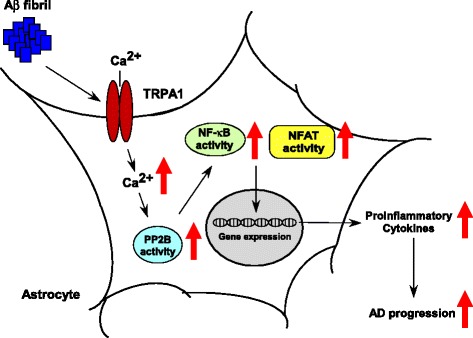 Aβ fibril
Ca2+
TRPA1
NF-κB
activity
NFAT
activity
Ca2+
PP2B
activity
Gene expression
Proinflammatory
Cytokines
Astrocyte
AD progression